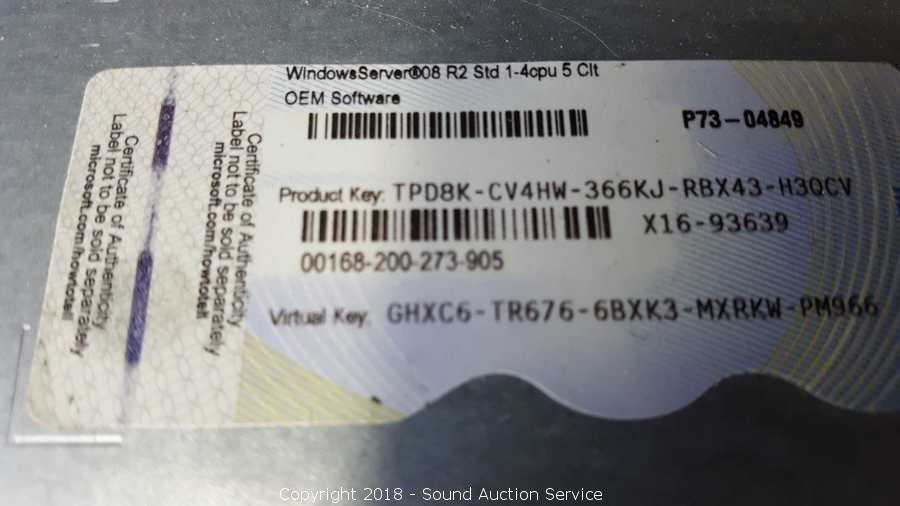 WindowsServer®08 R2 Std 1-4cpu 5 Clt
OEM Software
P73-04849
Product Key: TPD8K-CV4HW-366KJ-RBX43-H3QCV
X16-93639
00168-200-273-905
Virtual Key: GHXC6-TR676-6BXK3-MXRKW-PM966
Certificate of Authenticity
Label not to be sold separately
microsoft.com/howtotell
Certificate of Authenticity
Label not to be sold separately
microsoft.com/howtotell
Copyright 2018 - Sound Auction Service